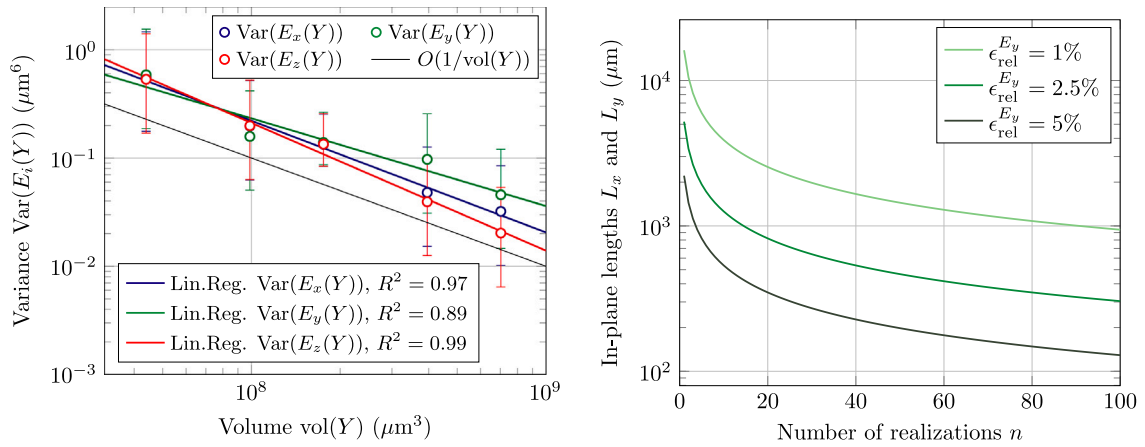 Var(E_x(Y)) Var(E_y(Y))
Var(E_z(Y)) O(1/vol(Y))
10^0
10^{−1}
10^{−2}
10^{−3}
Variance Var(E_i(Y)) (μm^6)
Lin.Reg. Var(E_x(Y)), R^2 = 0.97
Lin.Reg. Var(E_y(Y)), R^2 = 0.89
Lin.Reg. Var(E_z(Y)), R^2 = 0.99
10^8 10^9
Volume vol(Y) (μm^3)
ϵ_rel^{E_y} = 1%
ϵ_rel^{E_y} = 2.5%
ϵ_rel^{E_y} = 5%
10^4
10^3
10^2
In-plane lengths L_x and L_y (μm)
0 20 40 60 80 100
Number of realizations n